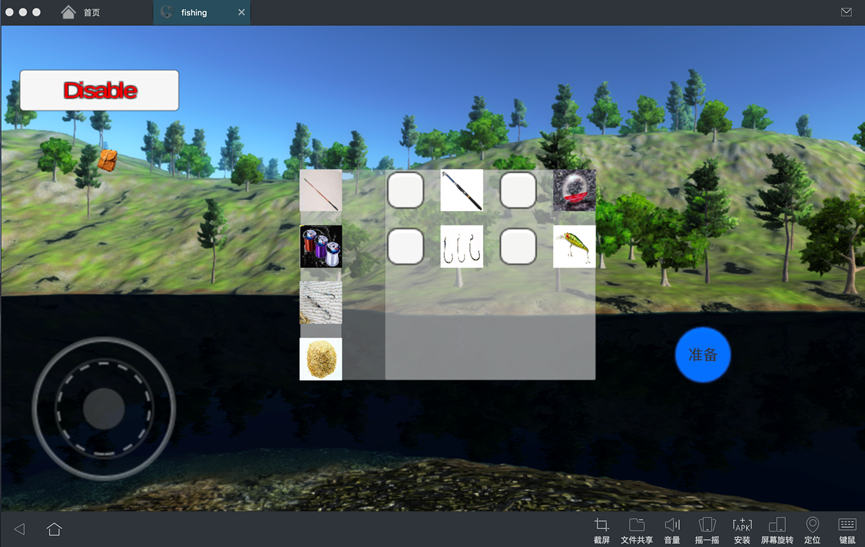 首页
fishing
Disable
准备
截屏
文件共享
音量
摇一摇
安装
屏幕旋转
定位
键鼠
APK